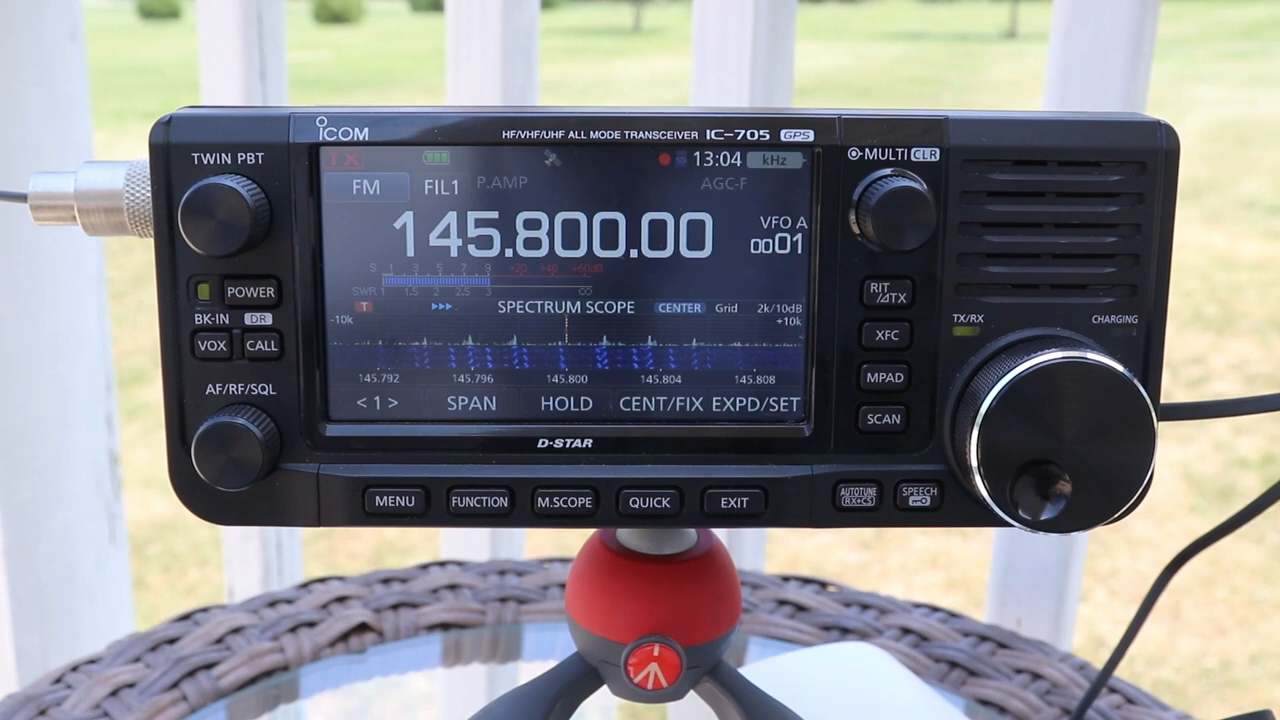 ICOM
HF/VHF/UHF ALL MODE TRANSCEIVER IC-705 GPS
TWIN PBT
TX
13:04 kHz
MULTI CLR
FM FIL1 P.AMP AGC-F
145.800.00
VFO A
0001
S 1 3 5 7 9 +20 +40 +60dB
SWR 1 1.5 2 2.5 3 ∞
POWER
RIT
/⊿TX
T SPECTRUM SCOPE CENTER Grid 2k/10dB
-10k +10k
BK-IN DR
VOX CALL
XFC
TX/RX CHARGING
145.792 145.796 145.800 145.804 145.808
MPAD
AF/RF/SQL
< 1 > SPAN HOLD CENT/FIX EXPD/SET
SCAN
D-STAR
MENU FUNCTION M.SCOPE QUICK EXIT
AUTOTUNE
RX→CS
SPEECH